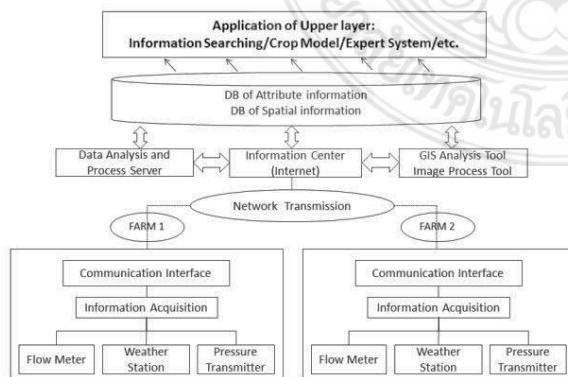 Application of Upper layer:
Information Searching/Crop Model/Expert System/etc.
DB of Attribute information
DB of Spatial information
Data Analysis and
Process Server
Information Center
(Internet)
GIS Analysis Tool
Image Process Tool
Network Transmission
FARM 1
FARM 2
Communication Interface
Information Acquisition
Flow Meter
Weather
Station
Pressure
Transmitter
Communication Interface
Information Acquisition
Flow Meter
Weather
Station
Pressure
Transmitter